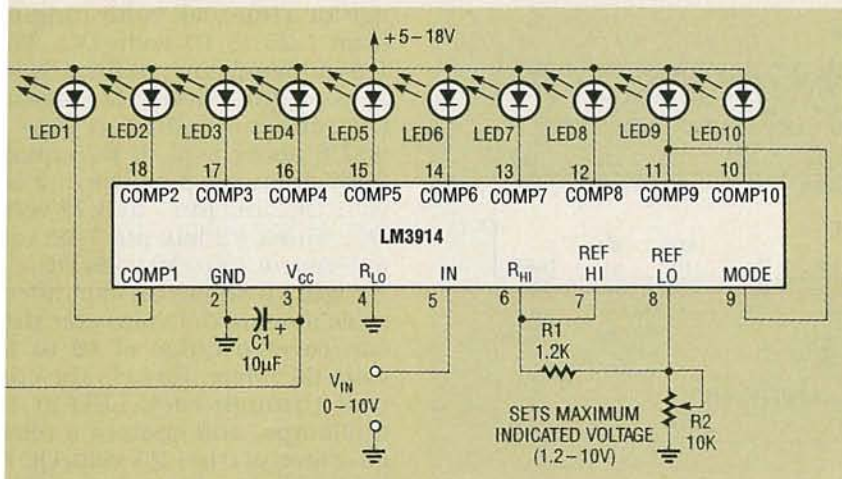 +5–18V
LED1 LED2 LED3 LED4 LED5 LED6 LED7 LED8 LED9 LED10
18 17 16 15 14 13 12 11 10
COMP2 COMP3 COMP4 COMP5 COMP6 COMP7 COMP8 COMP9 COMP10
LM3914
COMP1 GND VCC RLO IN RHI REF HI REF LO MODE
1 2 3 4 5 6 7 8 9
C1
10µF
VIN
0–10V
R1
1.2K
SETS MAXIMUM
INDICATED VOLTAGE
(1.2–10V)
R2
10K